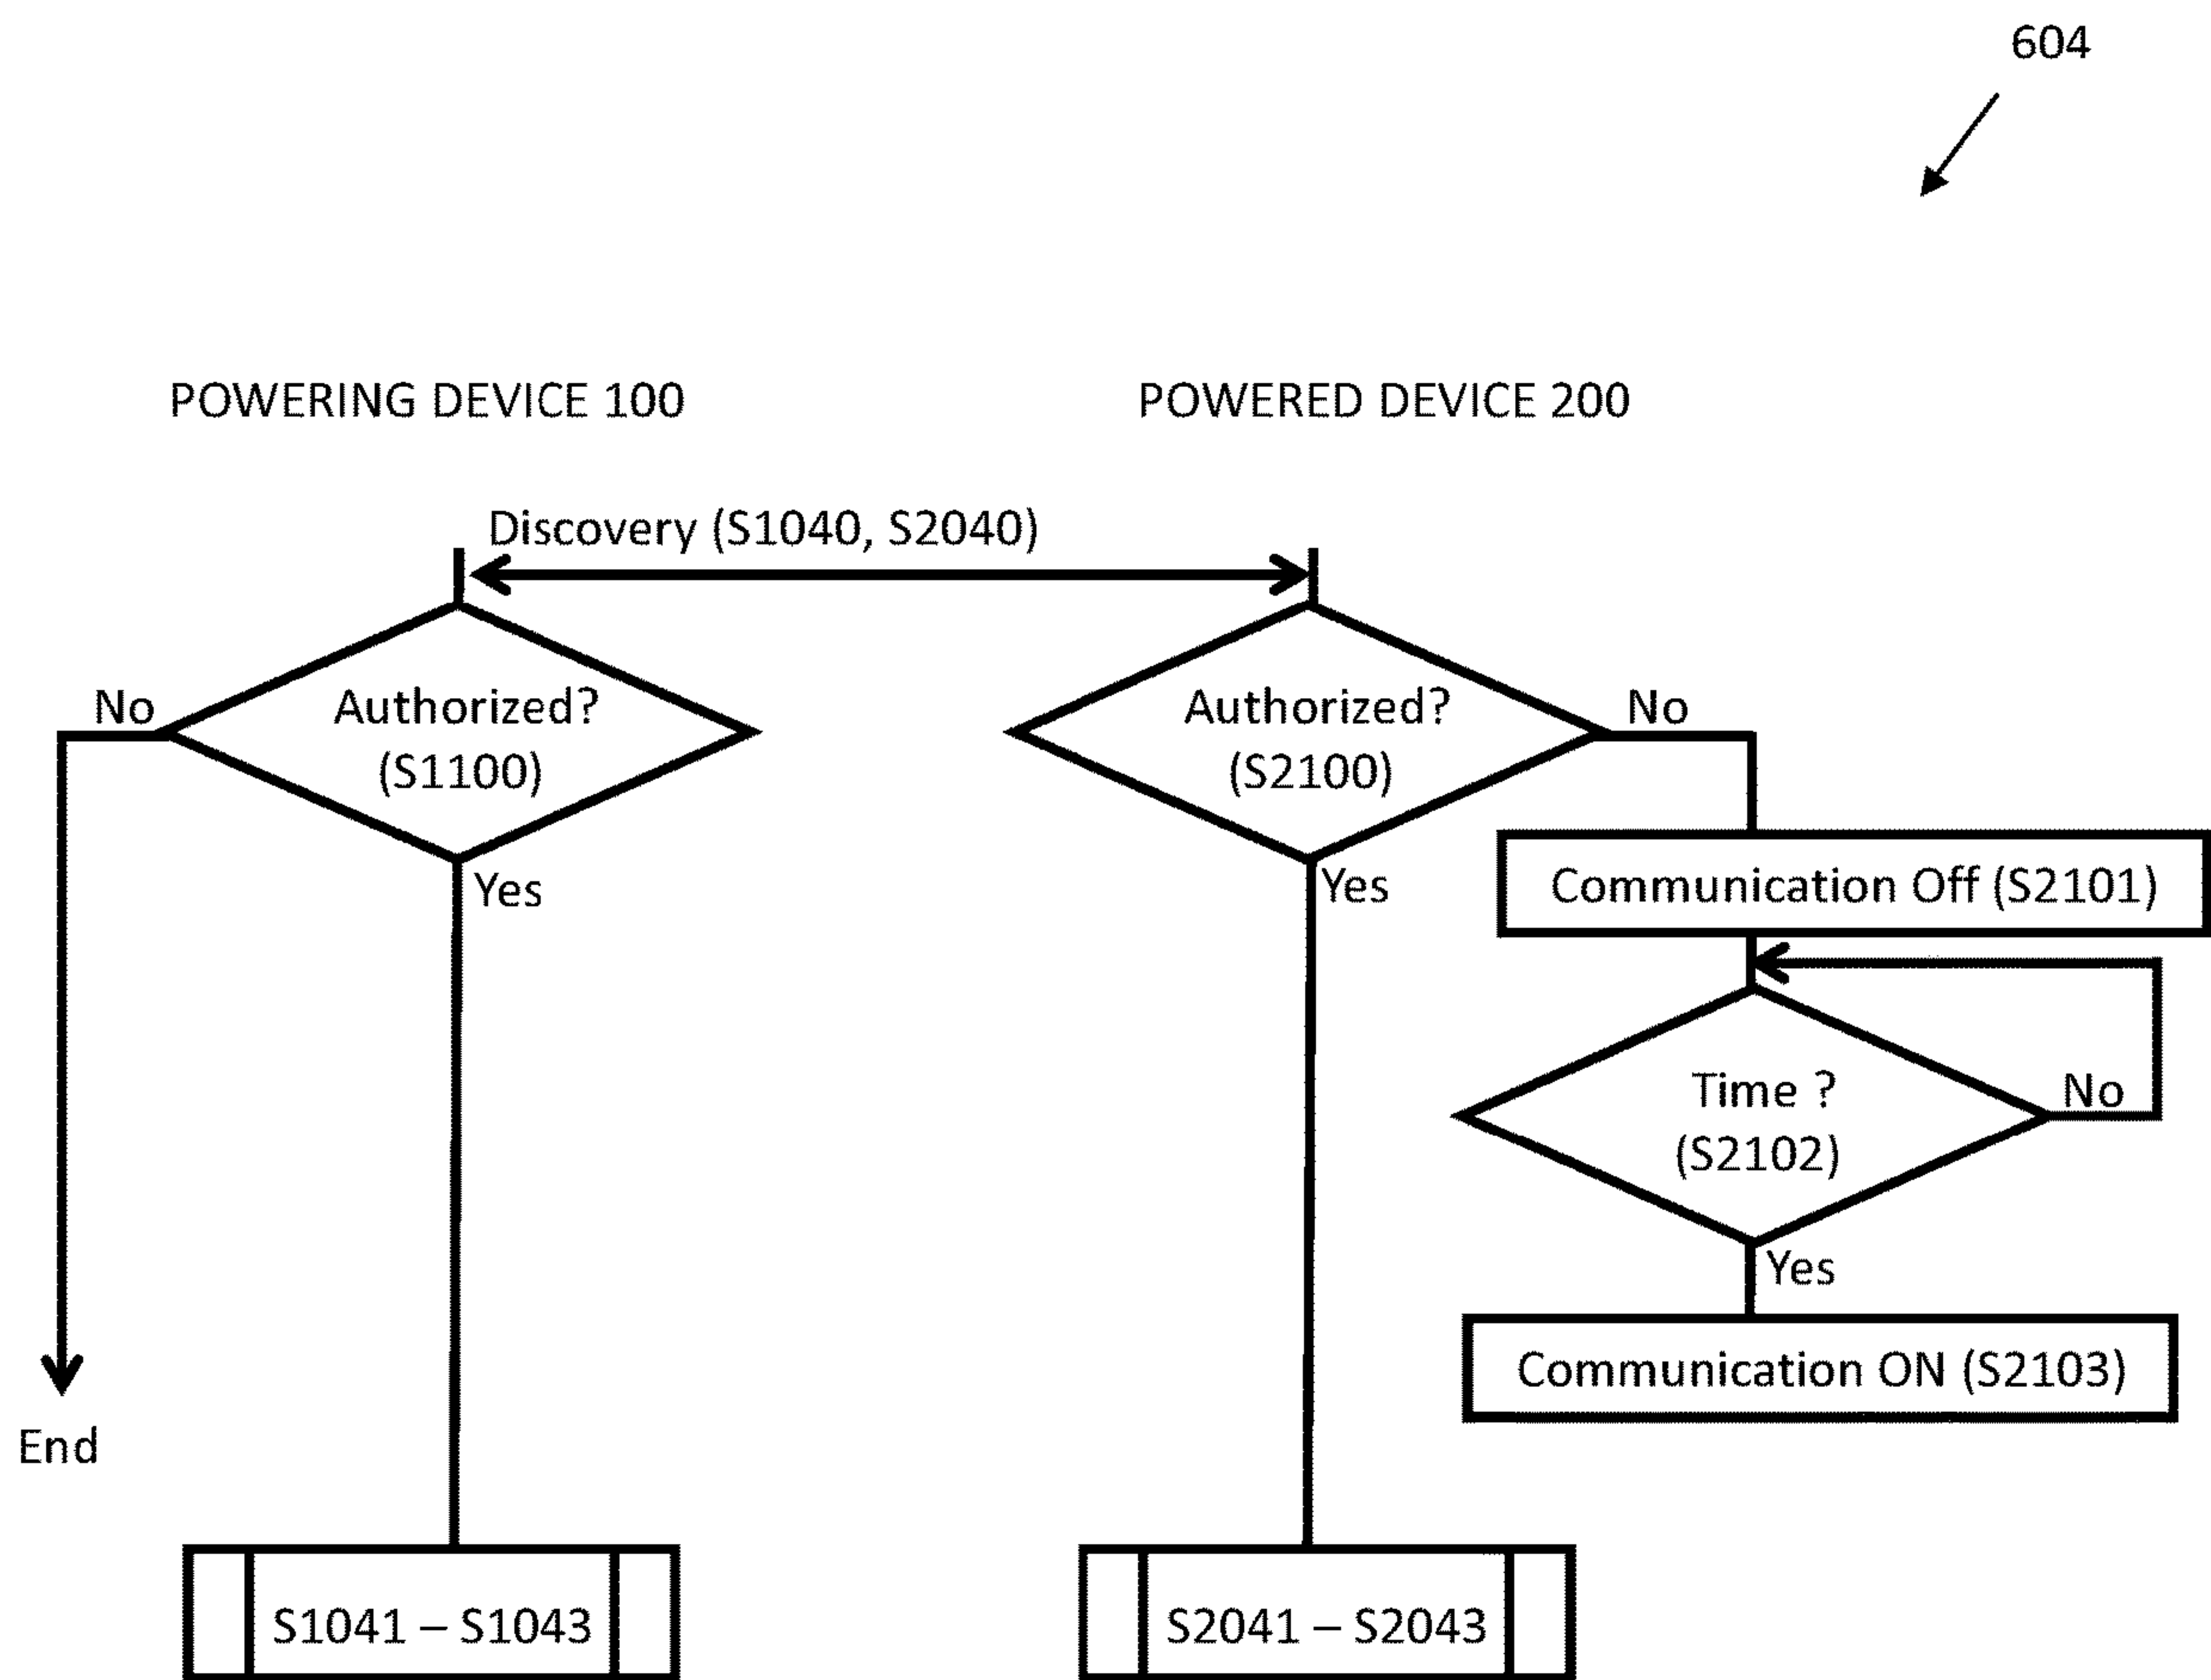 604
POWERING DEVICE 100
POWERED DEVICE 200
Discovery (S1040, S2040)
No
Authorized?
(S1100)
Yes
Authorized?
(S2100)
No
Yes
Communication Off (S2101)
Time ?
(S2102)
No
Yes
Communication ON (S2103)
End
S1041 – S1043
S2041 – S2043